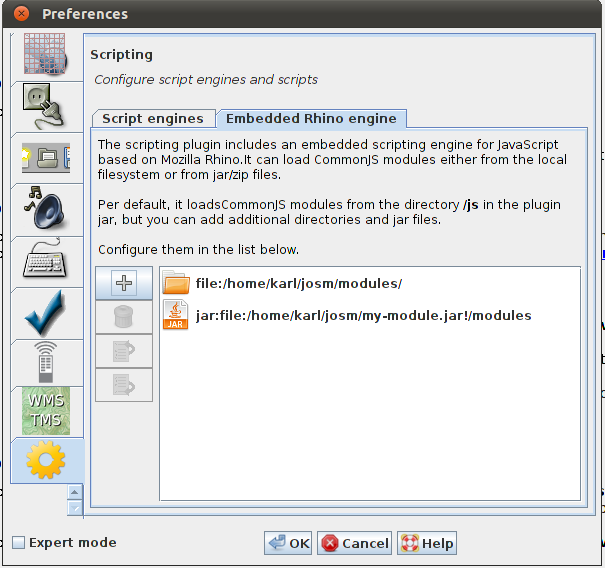 Preferences
Scripting
Configure script engines and scripts
Script engines
Embedded Rhino engine
The scripting plugin includes an embedded scripting engine for JavaScript
based on Mozilla Rhino.It can load CommonJS modules either from the local
filesystem or from jar/zip files.
Per default, it loadsCommonJS modules from the directory /js in the plugin
jar, but you can add additional directories and jar files.
Configure them in the list below.
file:/home/karl/josm/modules/
JAR
jar:file:/home/karl/josm/my-module.jar!/modules
WMS
TMS
Expert mode
OK
Cancel
Help